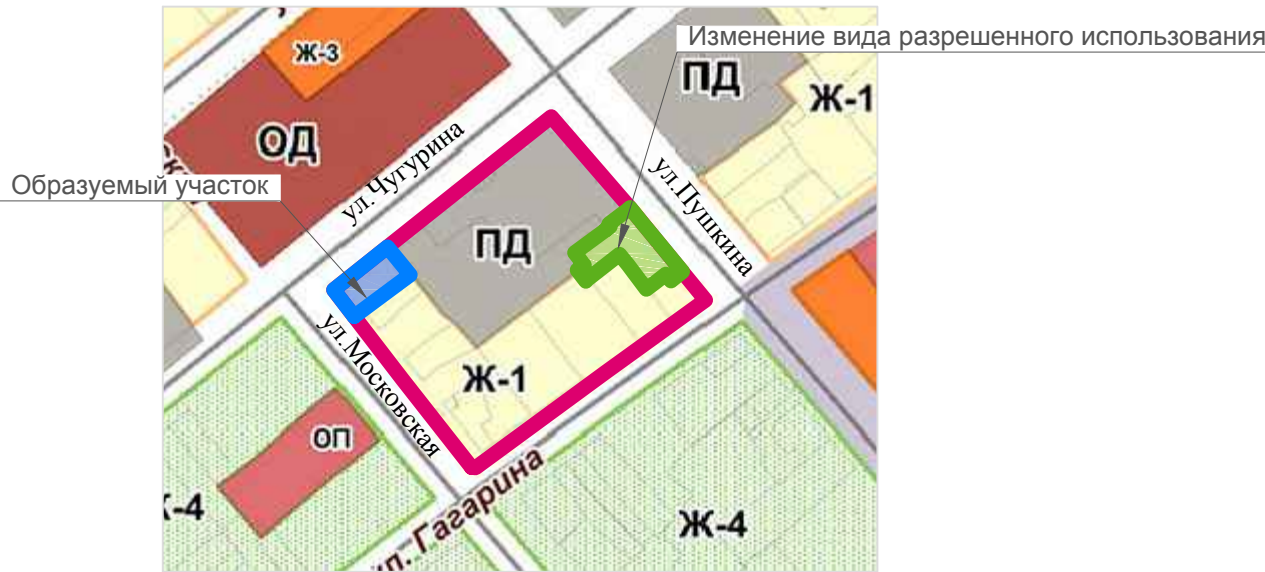 Изменение вида разрешенного использования
Ж-3
ПД
Ж-1
ОД
ул.Чугурина
ул.Пушкина
Образуемый участок
ПД
ул.Московская
Ж-1
ОП
Ж-4
ул. Гагарина